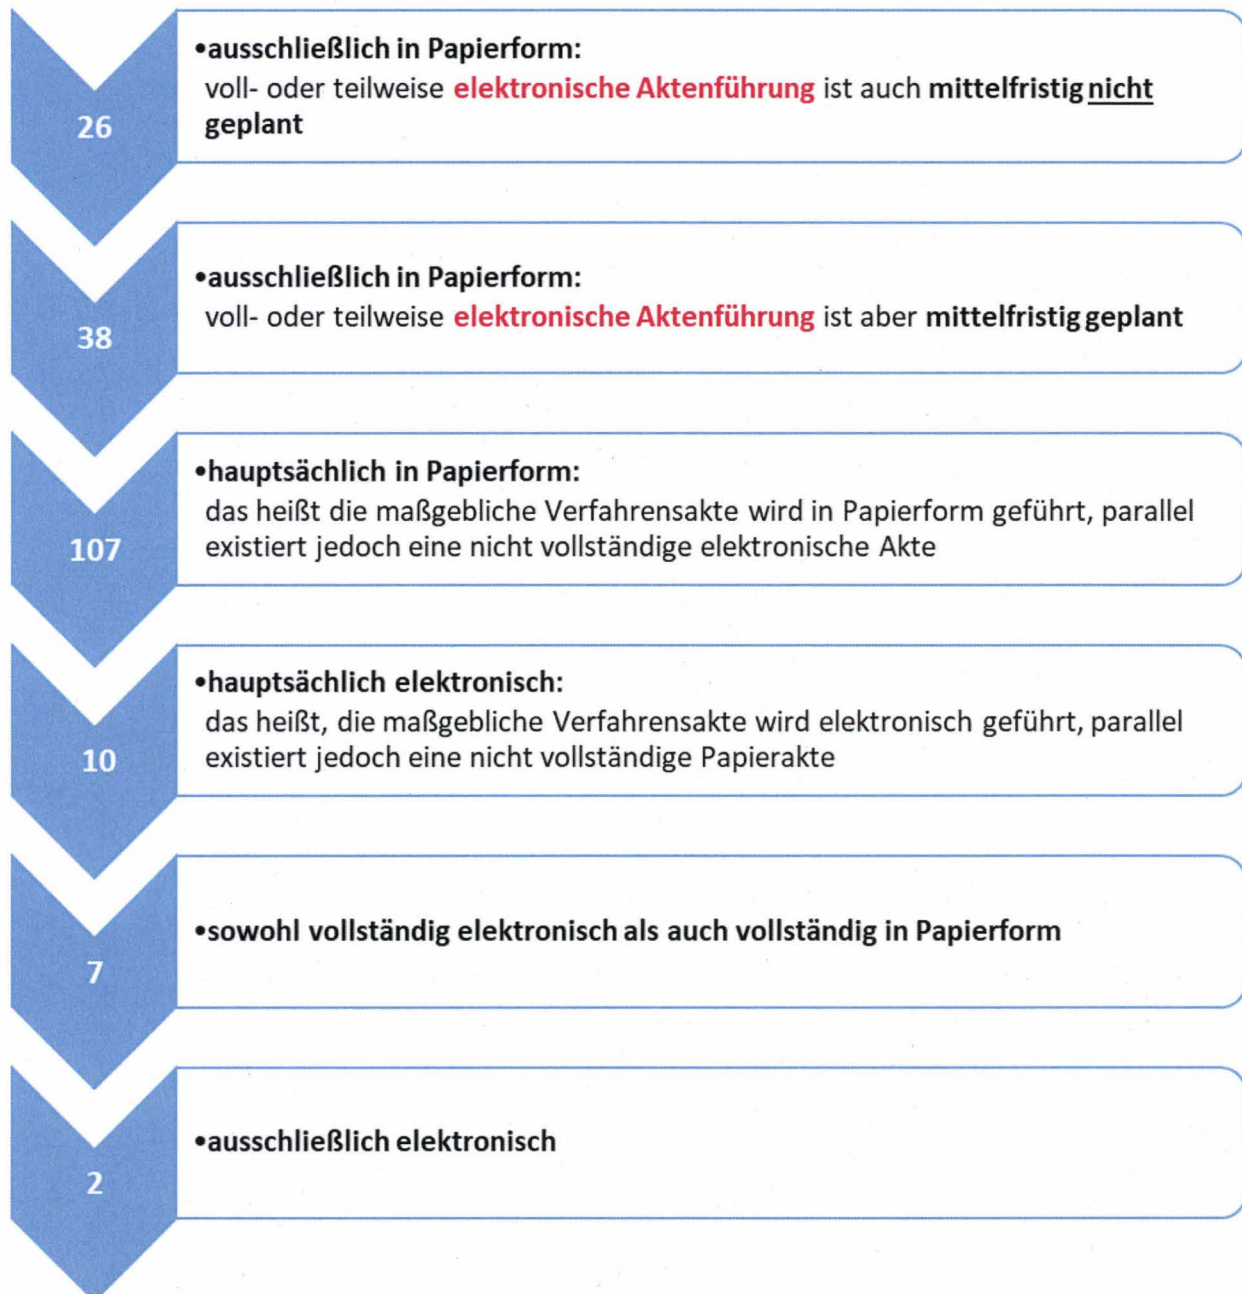 •ausschließlich in Papierform:
voll- oder teilweise elektronische Aktenführung ist auch mittelfristig nicht
geplant
26
•ausschließlich in Papierform:
voll- oder teilweise elektronische Aktenführung ist aber mittelfristig geplant
38
•hauptsächlich in Papierform:
das heißt die maßgebliche Verfahrensakte wird in Papierform geführt, parallel
existiert jedoch eine nicht vollständige elektronische Akte
107
•hauptsächlich elektronisch:
das heißt, die maßgebliche Verfahrensakte wird elektronisch geführt, parallel
existiert jedoch eine nicht vollständige Papierakte
10
•sowohl vollständig elektronisch als auch vollständig in Papierform
7
•ausschließlich elektronisch
2